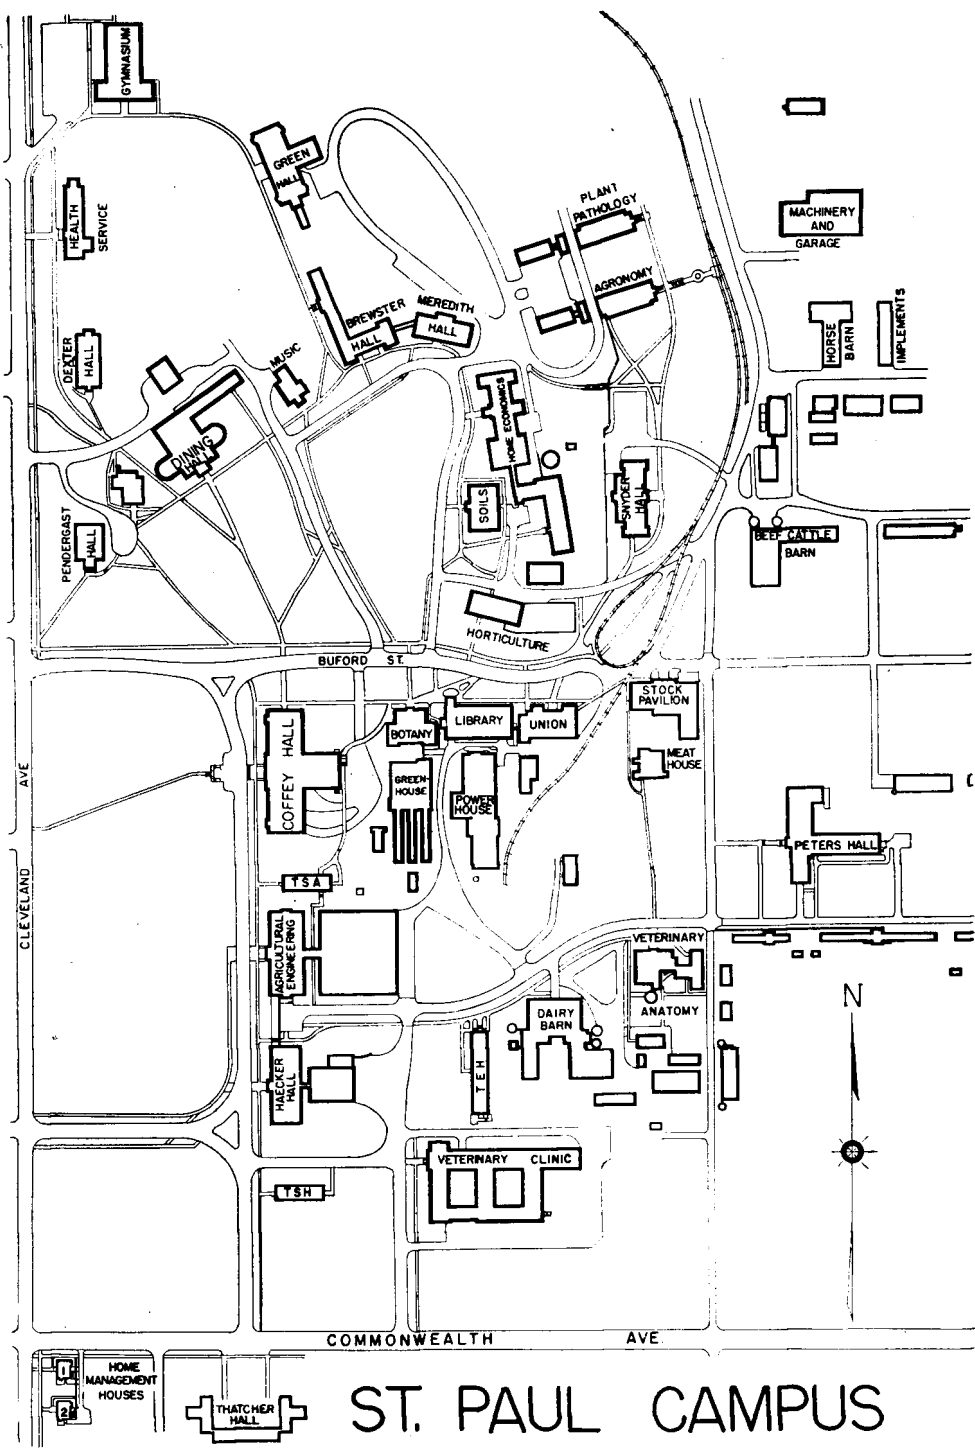 GYMNASIUM
GREEN
HALL
HEALTH
SERVICE
PLANT
PATHOLOGY
MACHINERY
AND
GARAGE
AGRONOMY
BREWSTER
HALL
MEREDITH
HALL
HORSE
BARN
IMPLEMENTS
DEXTER
HALL
MUSIC
HOME ECONOMICS
DINING
HALL
SOILS
SNYDER
HALL
PENDERGAST
HALL
BEEF CATTLE
BARN
HORTICULTURE
BUFORD ST.
STOCK
PAVILION
COFFEY HALL
BOTANY
LIBRARY
UNION
MEAT
HOUSE
GREEN-
HOUSE
POWER
HOUSE
CLEVELAND AVE
PETERS HALL
TSA
AGRICULTURAL
ENGINEERING
VETERINARY
ANATOMY
N
DAIRY
BARN
HAECKER
HALL
TEH
VETERINARY CLINIC
TSH
COMMONWEALTH AVE.
1
2
HOME
MANAGEMENT
HOUSES
THATCHER
HALL
ST. PAUL CAMPUS